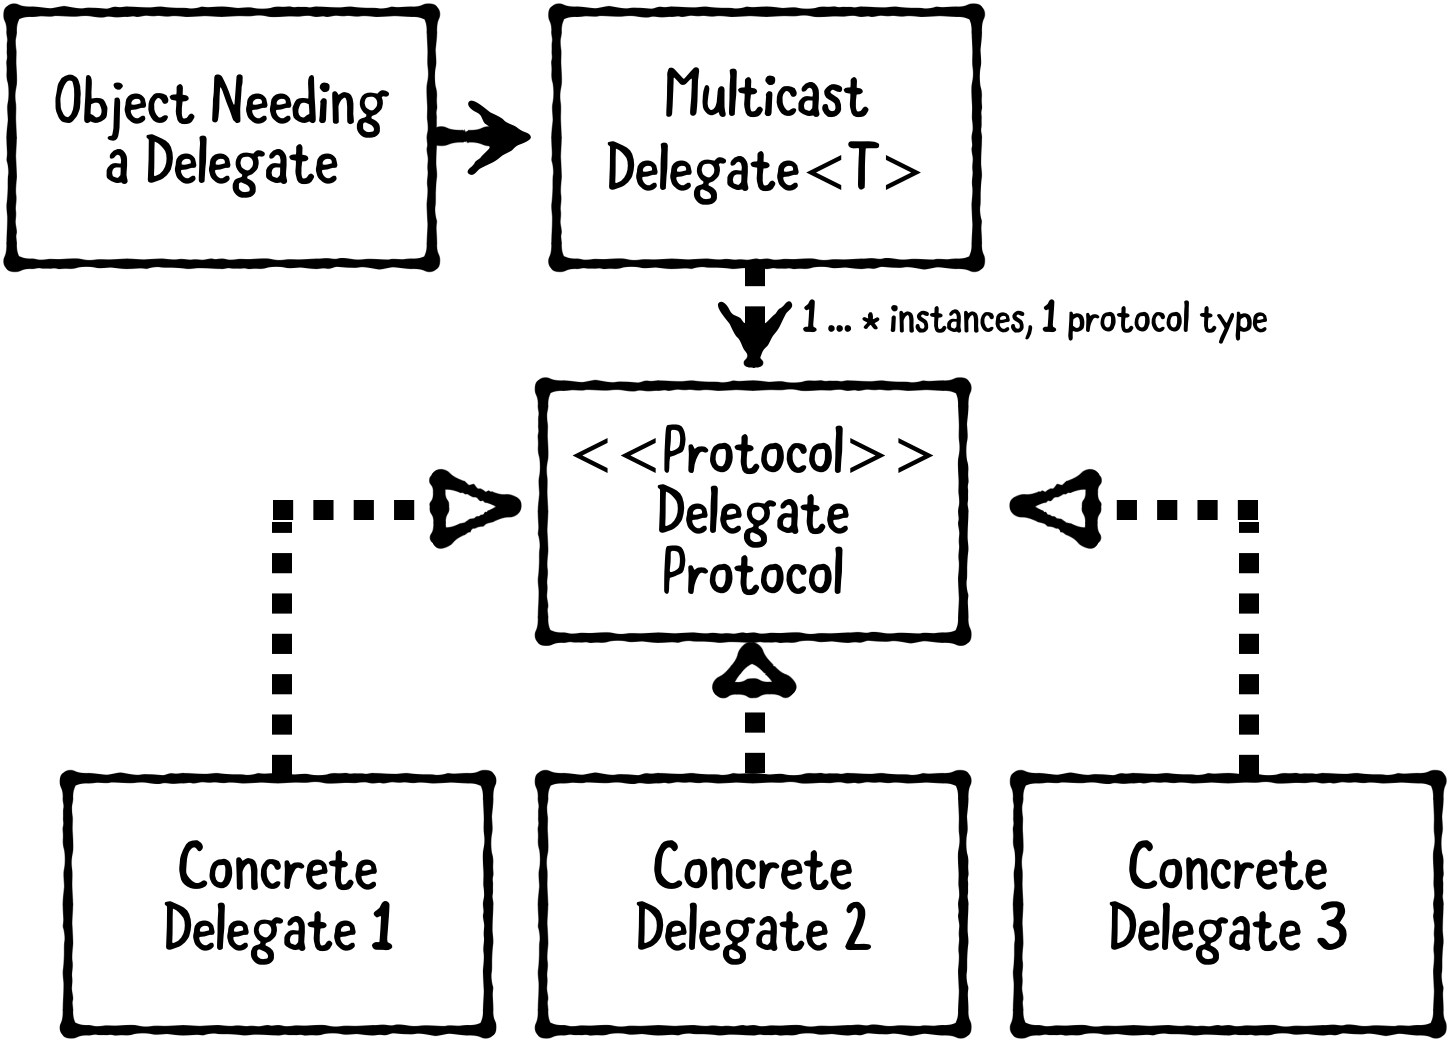 Object Needing
a Delegate
Multicast
Delegate<T>
1 ... * instances, 1 protocol type
<<Protocol>>
Delegate
Protocol
Concrete
Delegate 1
Concrete
Delegate 2
Concrete
Delegate 3